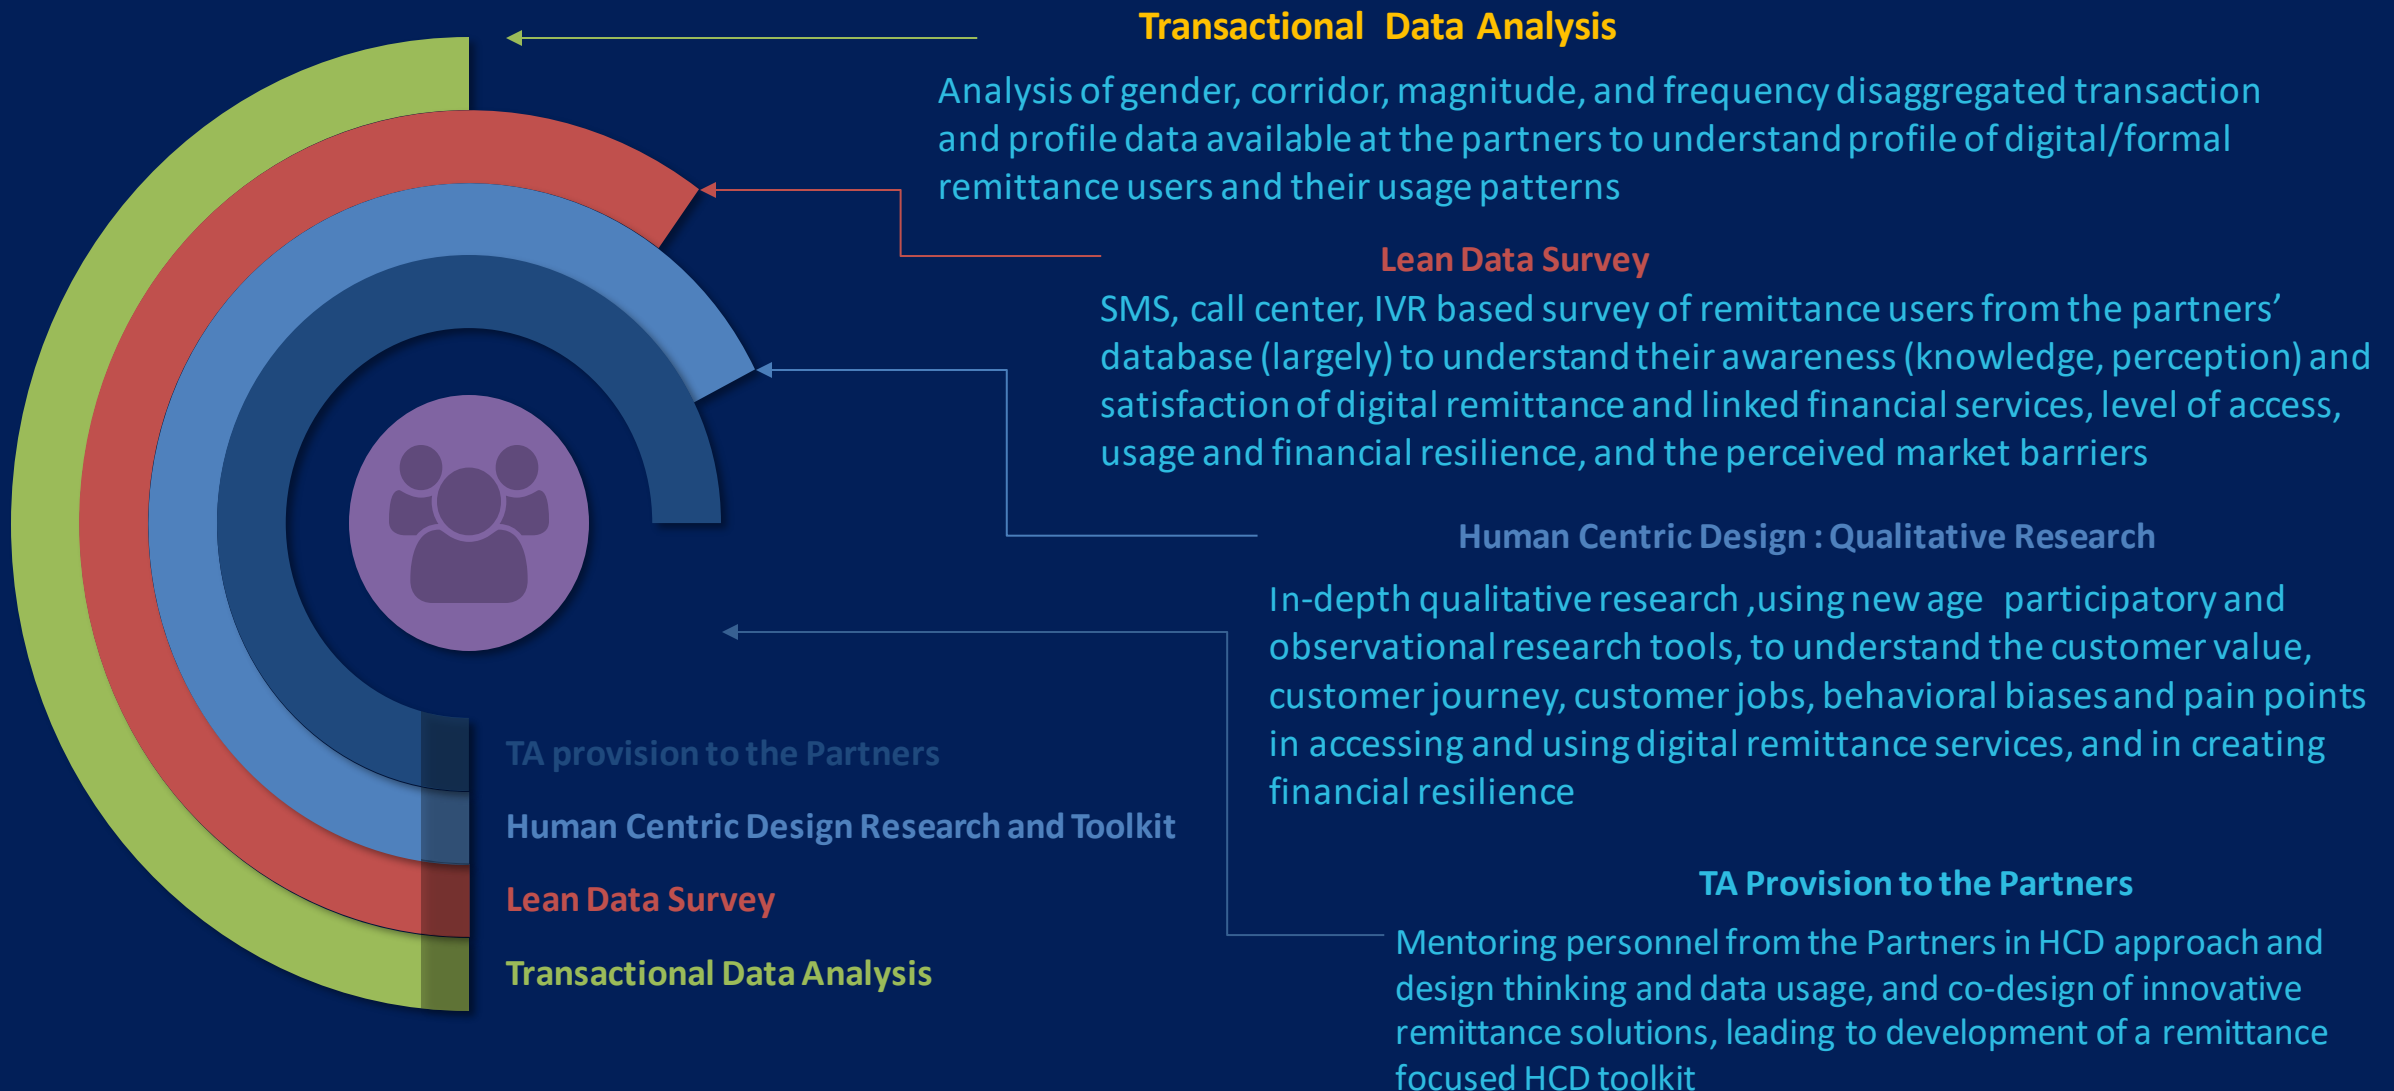 Transactional Data Analysis
Analysis of gender, corridor, magnitude, and frequency disaggregated transaction
and profile data available at the partners to understand profile of digital/formal
remittance users and their usage patterns
Lean Data Survey
SMS, call center, IVR based survey of remittance users from the partners’
database (largely) to understand their awareness (knowledge, perception) and
satisfaction of digital remittance and linked financial services, level of access,
usage and financial resilience, and the perceived market barriers
Human Centric Design : Qualitative Research
In-depth qualitative research ,using new age participatory and
observational research tools, to understand the customer value,
customer journey, customer jobs, behavioral biases and pain points
in accessing and using digital remittance services, and in creating
financial resilience
TA Provision to the Partners
Mentoring personnel from the Partners in HCD approach and
design thinking and data usage, and co-design of innovative
remittance solutions, leading to development of a remittance
focused HCD toolkit
TA provision to the Partners
Human Centric Design Research and Toolkit
Lean Data Survey
Transactional Data Analysis